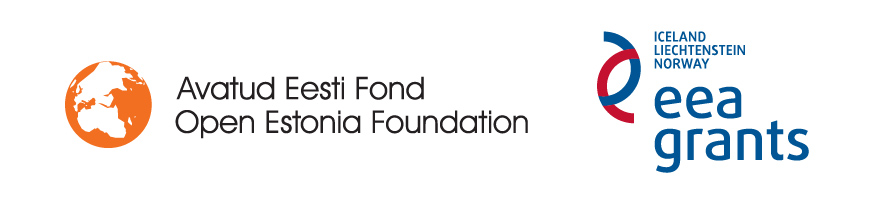 Avatud Eesti Fond
Open Estonia Foundation
ICELAND
LIECHTENSTEIN
NORWAY
eea
grants